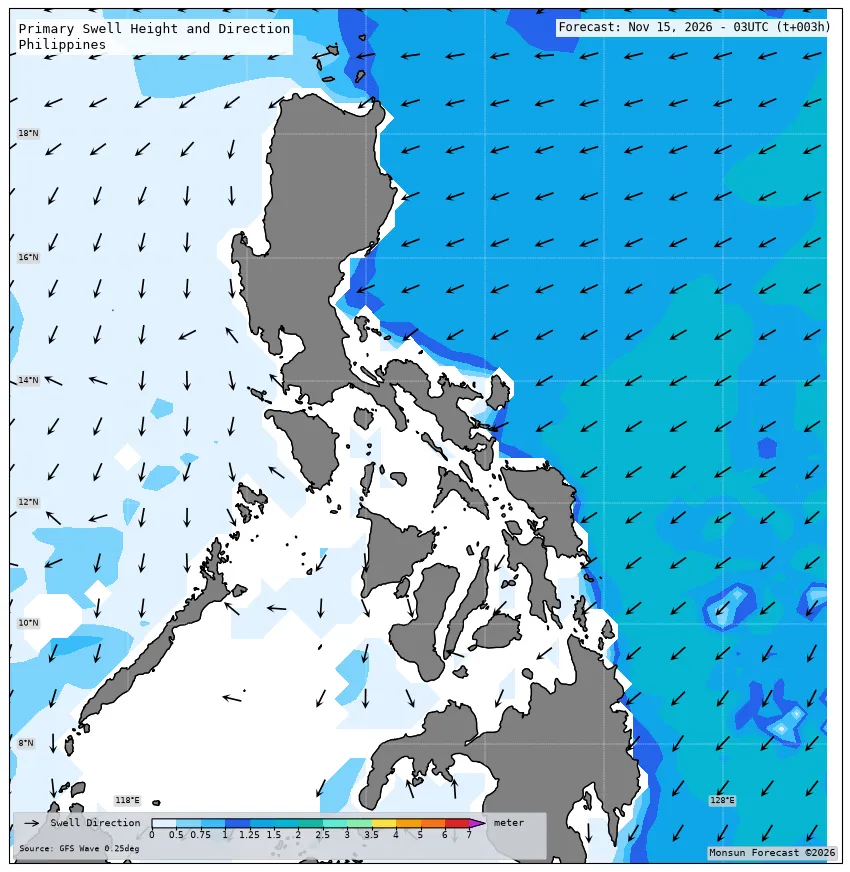 Primary Swell Height and Direction
Philippines
Forecast: Nov 15, 2026 - 03UTC (t+003h)
18°N
16°N
14°N
12°N
10°N
8°N
118°E
128°E
Swell Direction
meter
0 0.5 0.75 1 1.25 1.5 2 2.5 3 3.5 4 5 6 7
Source: GFS Wave 0.25deg
Monsun Forecast ©2026